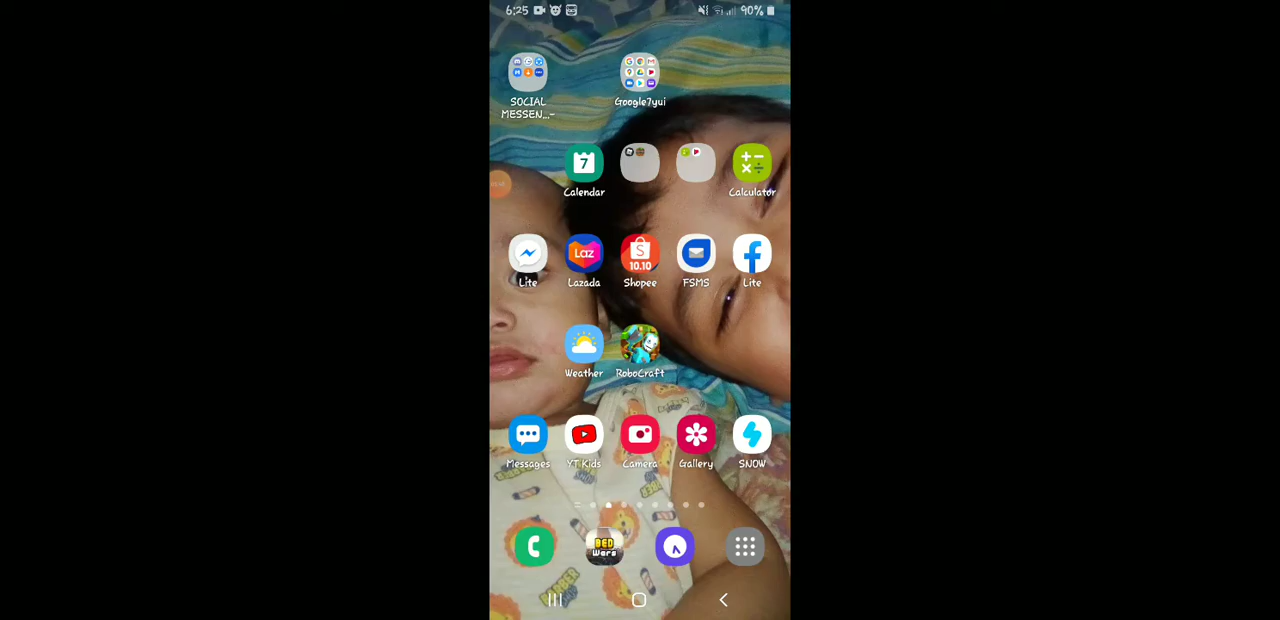 6:25
90%
SOCIAL
MESSEN...-
Google7yui
7
Calendar
Calculator
Lite
Laz
Lazada
S
10.10
Shopee
FSMS
Lite
Weather
RoboCraft
Messages
YT Kids
Camera
Gallery
SNOW
BED
Wars